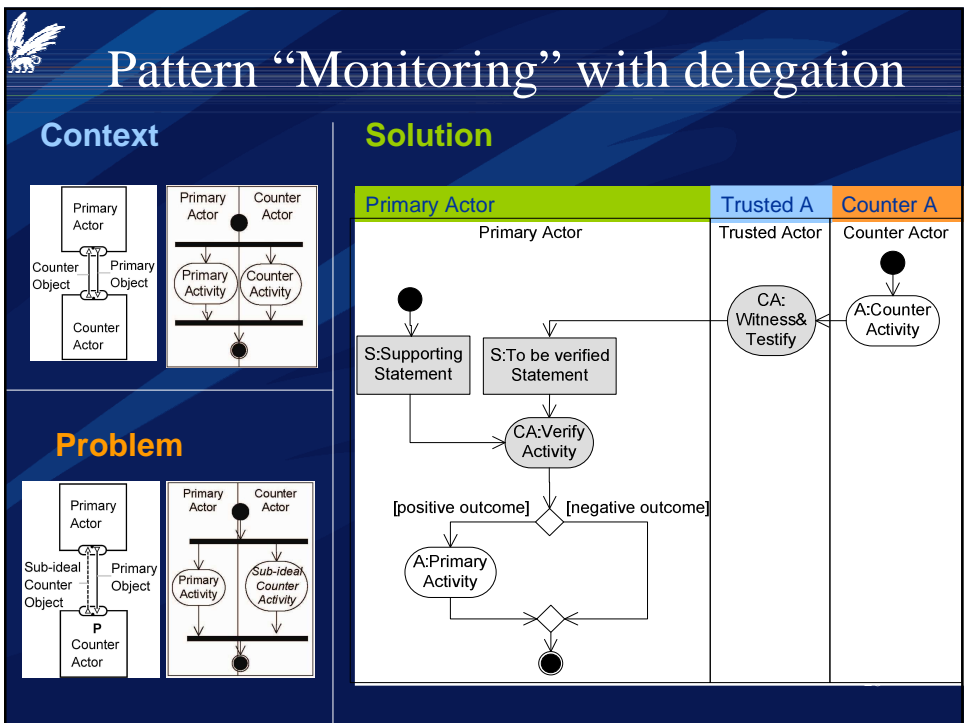 Pattern “Monitoring” with delegation
Context
Primary
Actor
Counter
Object
Primary
Object
Counter
Actor
Primary
Actor
Counter
Actor
Primary
Activity
Counter
Activity
Problem
Primary
Actor
Sub-ideal
Counter
Object
Primary
Object
P
Counter
Actor
Primary
Actor
Counter
Actor
Primary
Activity
Sub-ideal
Counter
Activity
Solution
Primary Actor
Trusted A
Counter A
Primary Actor
Trusted Actor
Counter Actor
CA:
Witness&
Testify
A:Counter
Activity
S:Supporting
Statement
S:To be verified
Statement
CA:Verify
Activity
[positive outcome]
[negative outcome]
A:Primary
Activity